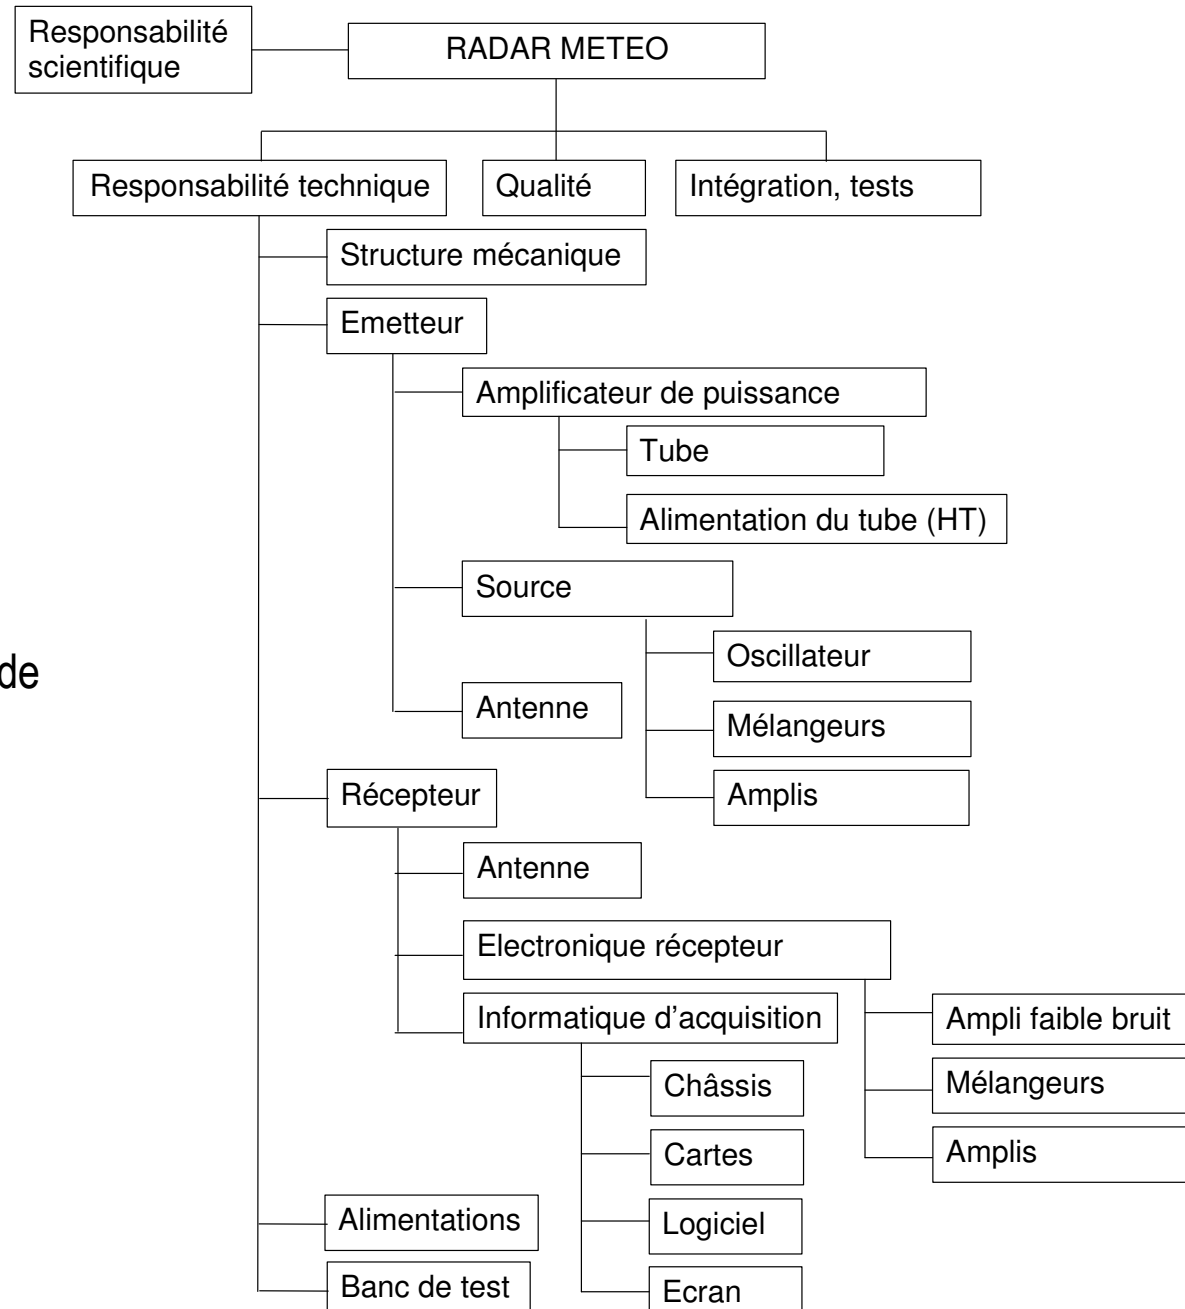 Responsabilité
scientifique
RADAR METEO
Responsabilité technique
Qualité
Intégration, tests
Structure mécanique
Emetteur
Amplificateur de puissance
Tube
Alimentation du tube (HT)
Source
Oscillateur
de
Antenne
Mélangeurs
Amplis
Récepteur
Antenne
Electronique récepteur
Informatique d'acquisition
Ampli faible bruit
Mélangeurs
Amplis
Châssis
Cartes
Logiciel
Ecran
Alimentations
Banc de test